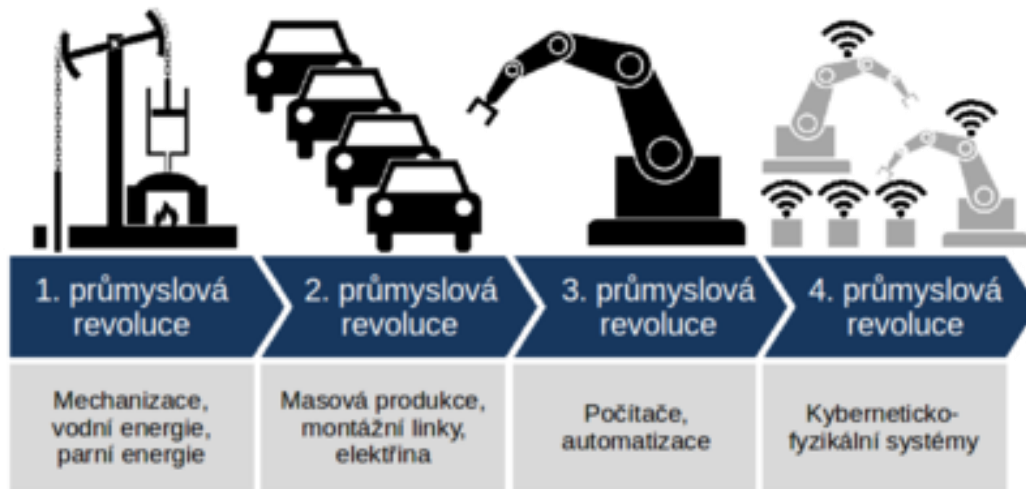 1. průmyslová
revoluce
2. průmyslová
revoluce
3. průmyslová
revoluce
4. průmyslová
revoluce
Mechanizace,
vodní energie,
parní energie
Masová produkce,
montážní linky,
elektřina
Počítače,
automatizace
Kyberneticko-
fyzikální systémy